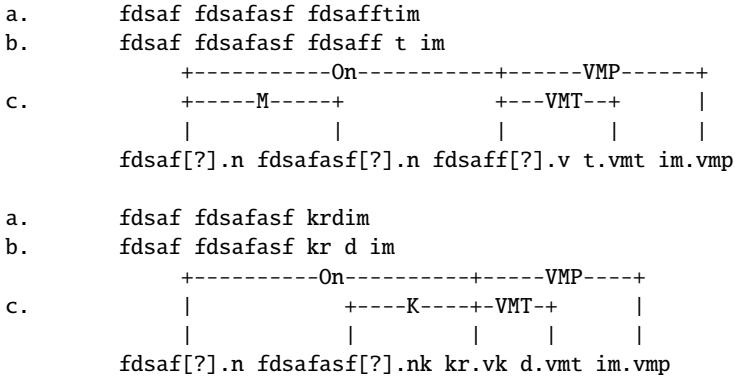 a.        fdsaf fdsafasf fdsafftim
b.        fdsaf fdsafasf fdsaff t im
               +-----------On-----------+------VMP------+
c.             +-----M-----+            +---VMT--+      |
               |           |            |        |      |
          fdsaf[?].n fdsafasf[?].n fdsaff[?].v t.vmt im.vmp
a.        fdsaf fdsafasf krdim
b.        fdsaf fdsafasf kr d im
               +----------On----------+-----VMP----+
c.             |            +----K----+-VMT-+      |
               |            |         |     |      |
          fdsaf[?].n fdsafasf[?].nk kr.vk d.vmt im.vmp